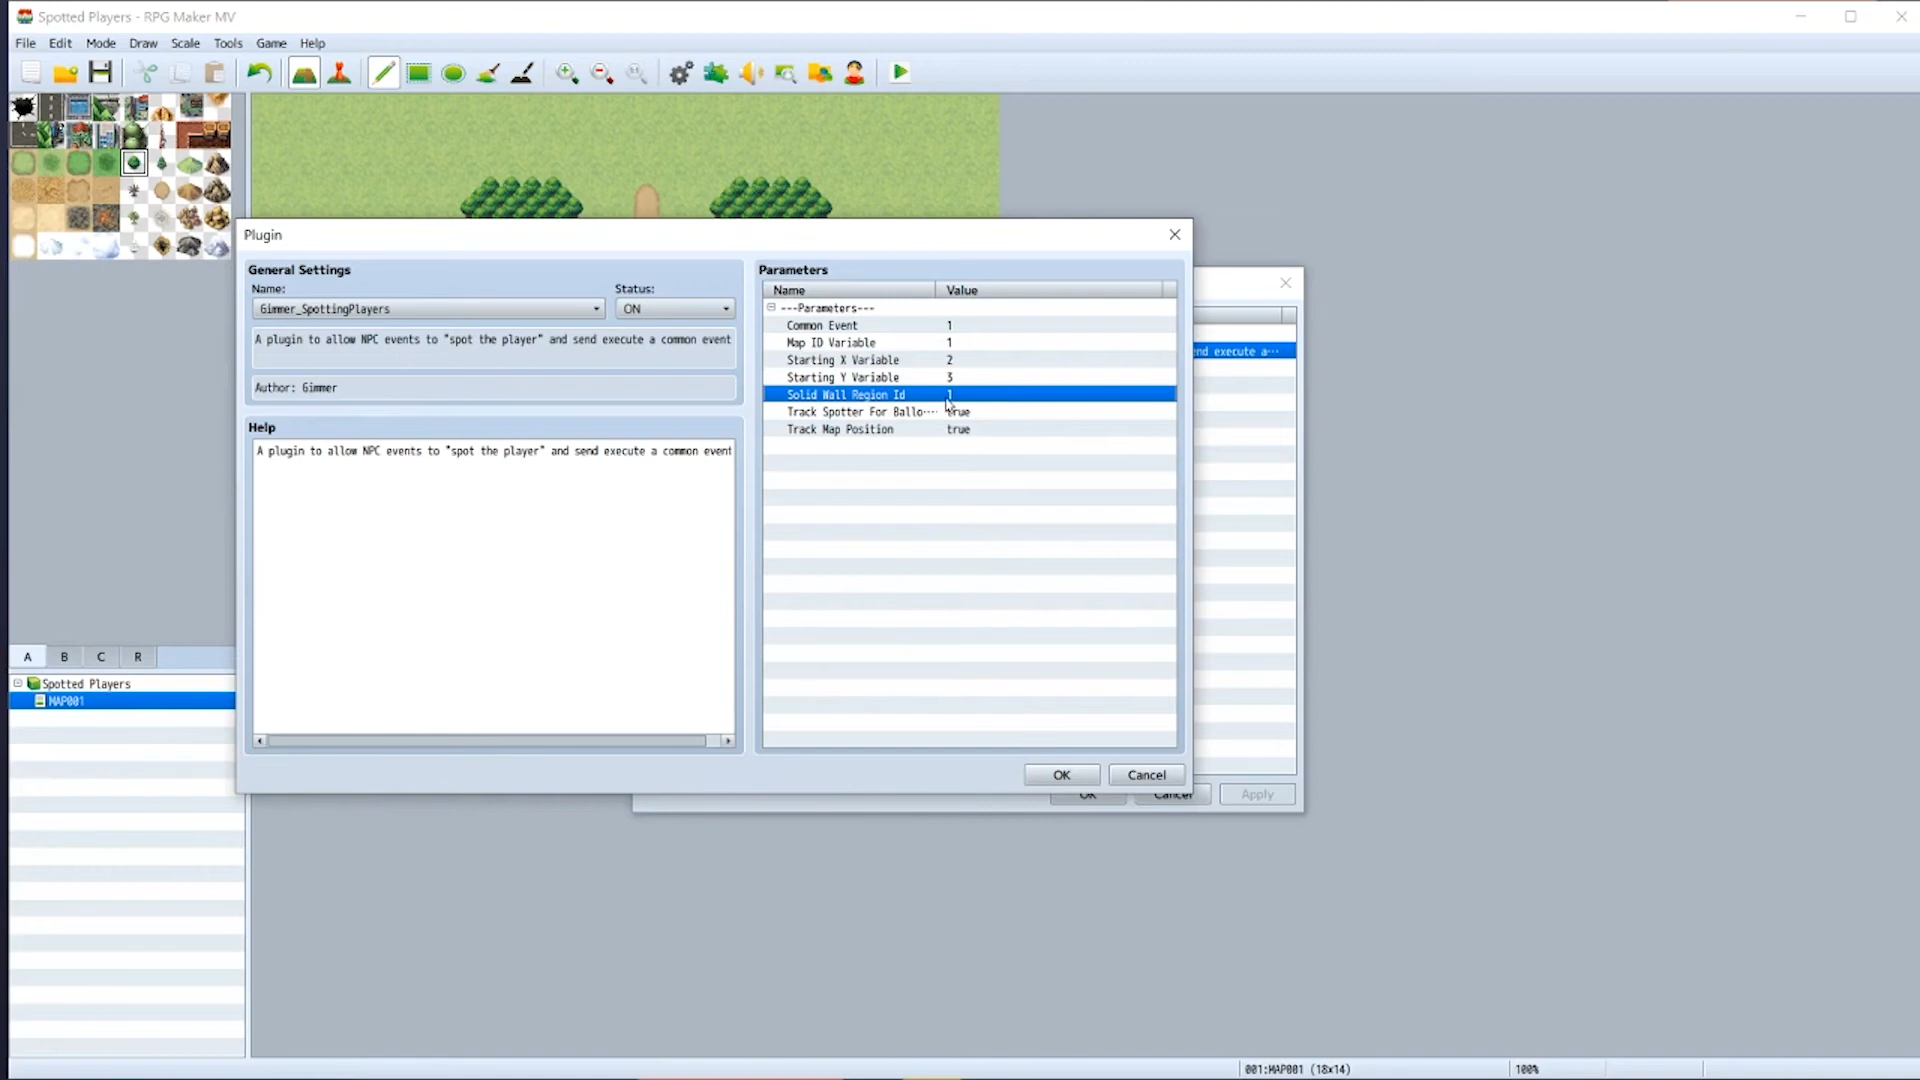 Spotted Players - RPG Maker MV
File Edit Mode Draw Scale Tools Game Help
Plugin
General Settings
Name: Status:
Gimmer_SpottingPlayers ON
A plugin to allow NPC events to "spot the player" and send execute a common event
Author: Gimmer
Help
A plugin to allow NPC events to "spot the player" and send execute a common event
Parameters
Name Value
---Parameters---
Common Event 1
Map ID Variable 1
Starting X Variable 2
Starting Y Variable 3
Solid Wall Region Id 1
Track Spotter For Ballo... true
Track Map Position true
OK Cancel
end execute a...
OK Cancel Apply
A B C R
Spotted Players
MAP001
001:MAP001 (18x14) 100%